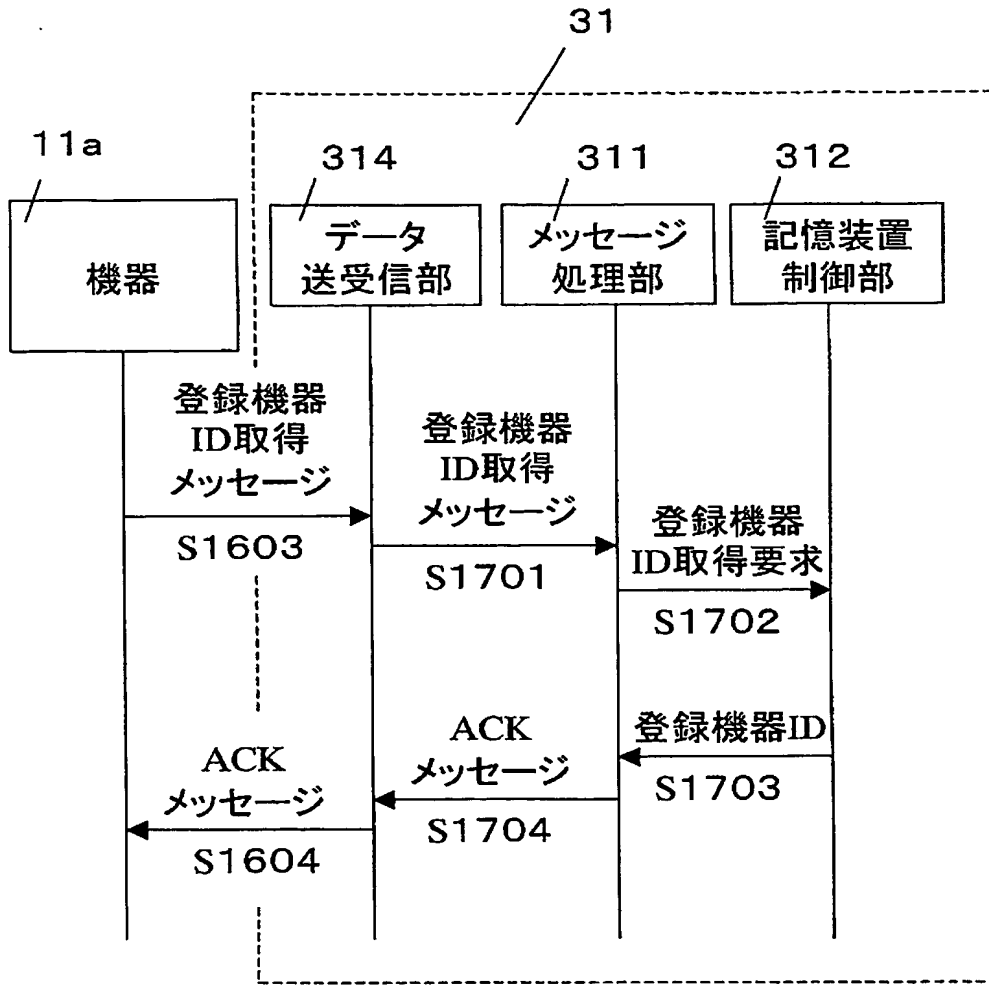 31
11a
314
311
312
機器
データ
送受信部
メッセージ
処理部
記憶装置
制御部
登録機器
ID取得
メッセージ
S1603
登録機器
ID取得
メッセージ
S1701
登録機器
ID取得要求
S1702
登録機器ID
S1703
ACK
メッセージ
S1704
ACK
メッセージ
S1604